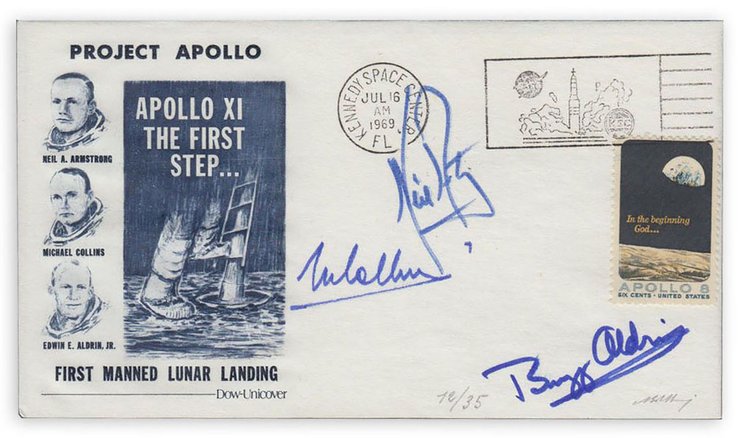 PROJECT APOLLO
NEIL A. ARMSTRONG
MICHAEL COLLINS
EDWIN E. ALDRIN, JR.
APOLLO XI
THE FIRST
STEP...
FIRST MANNED LUNAR LANDING
Dow-Unicover
KENNEDY SPACE CENTER,
JUL 16
AM
1969
FL
In the beginning
God...
APOLLO 8
SIX CENTS · UNITED STATES
Buzz Aldrin
12/35